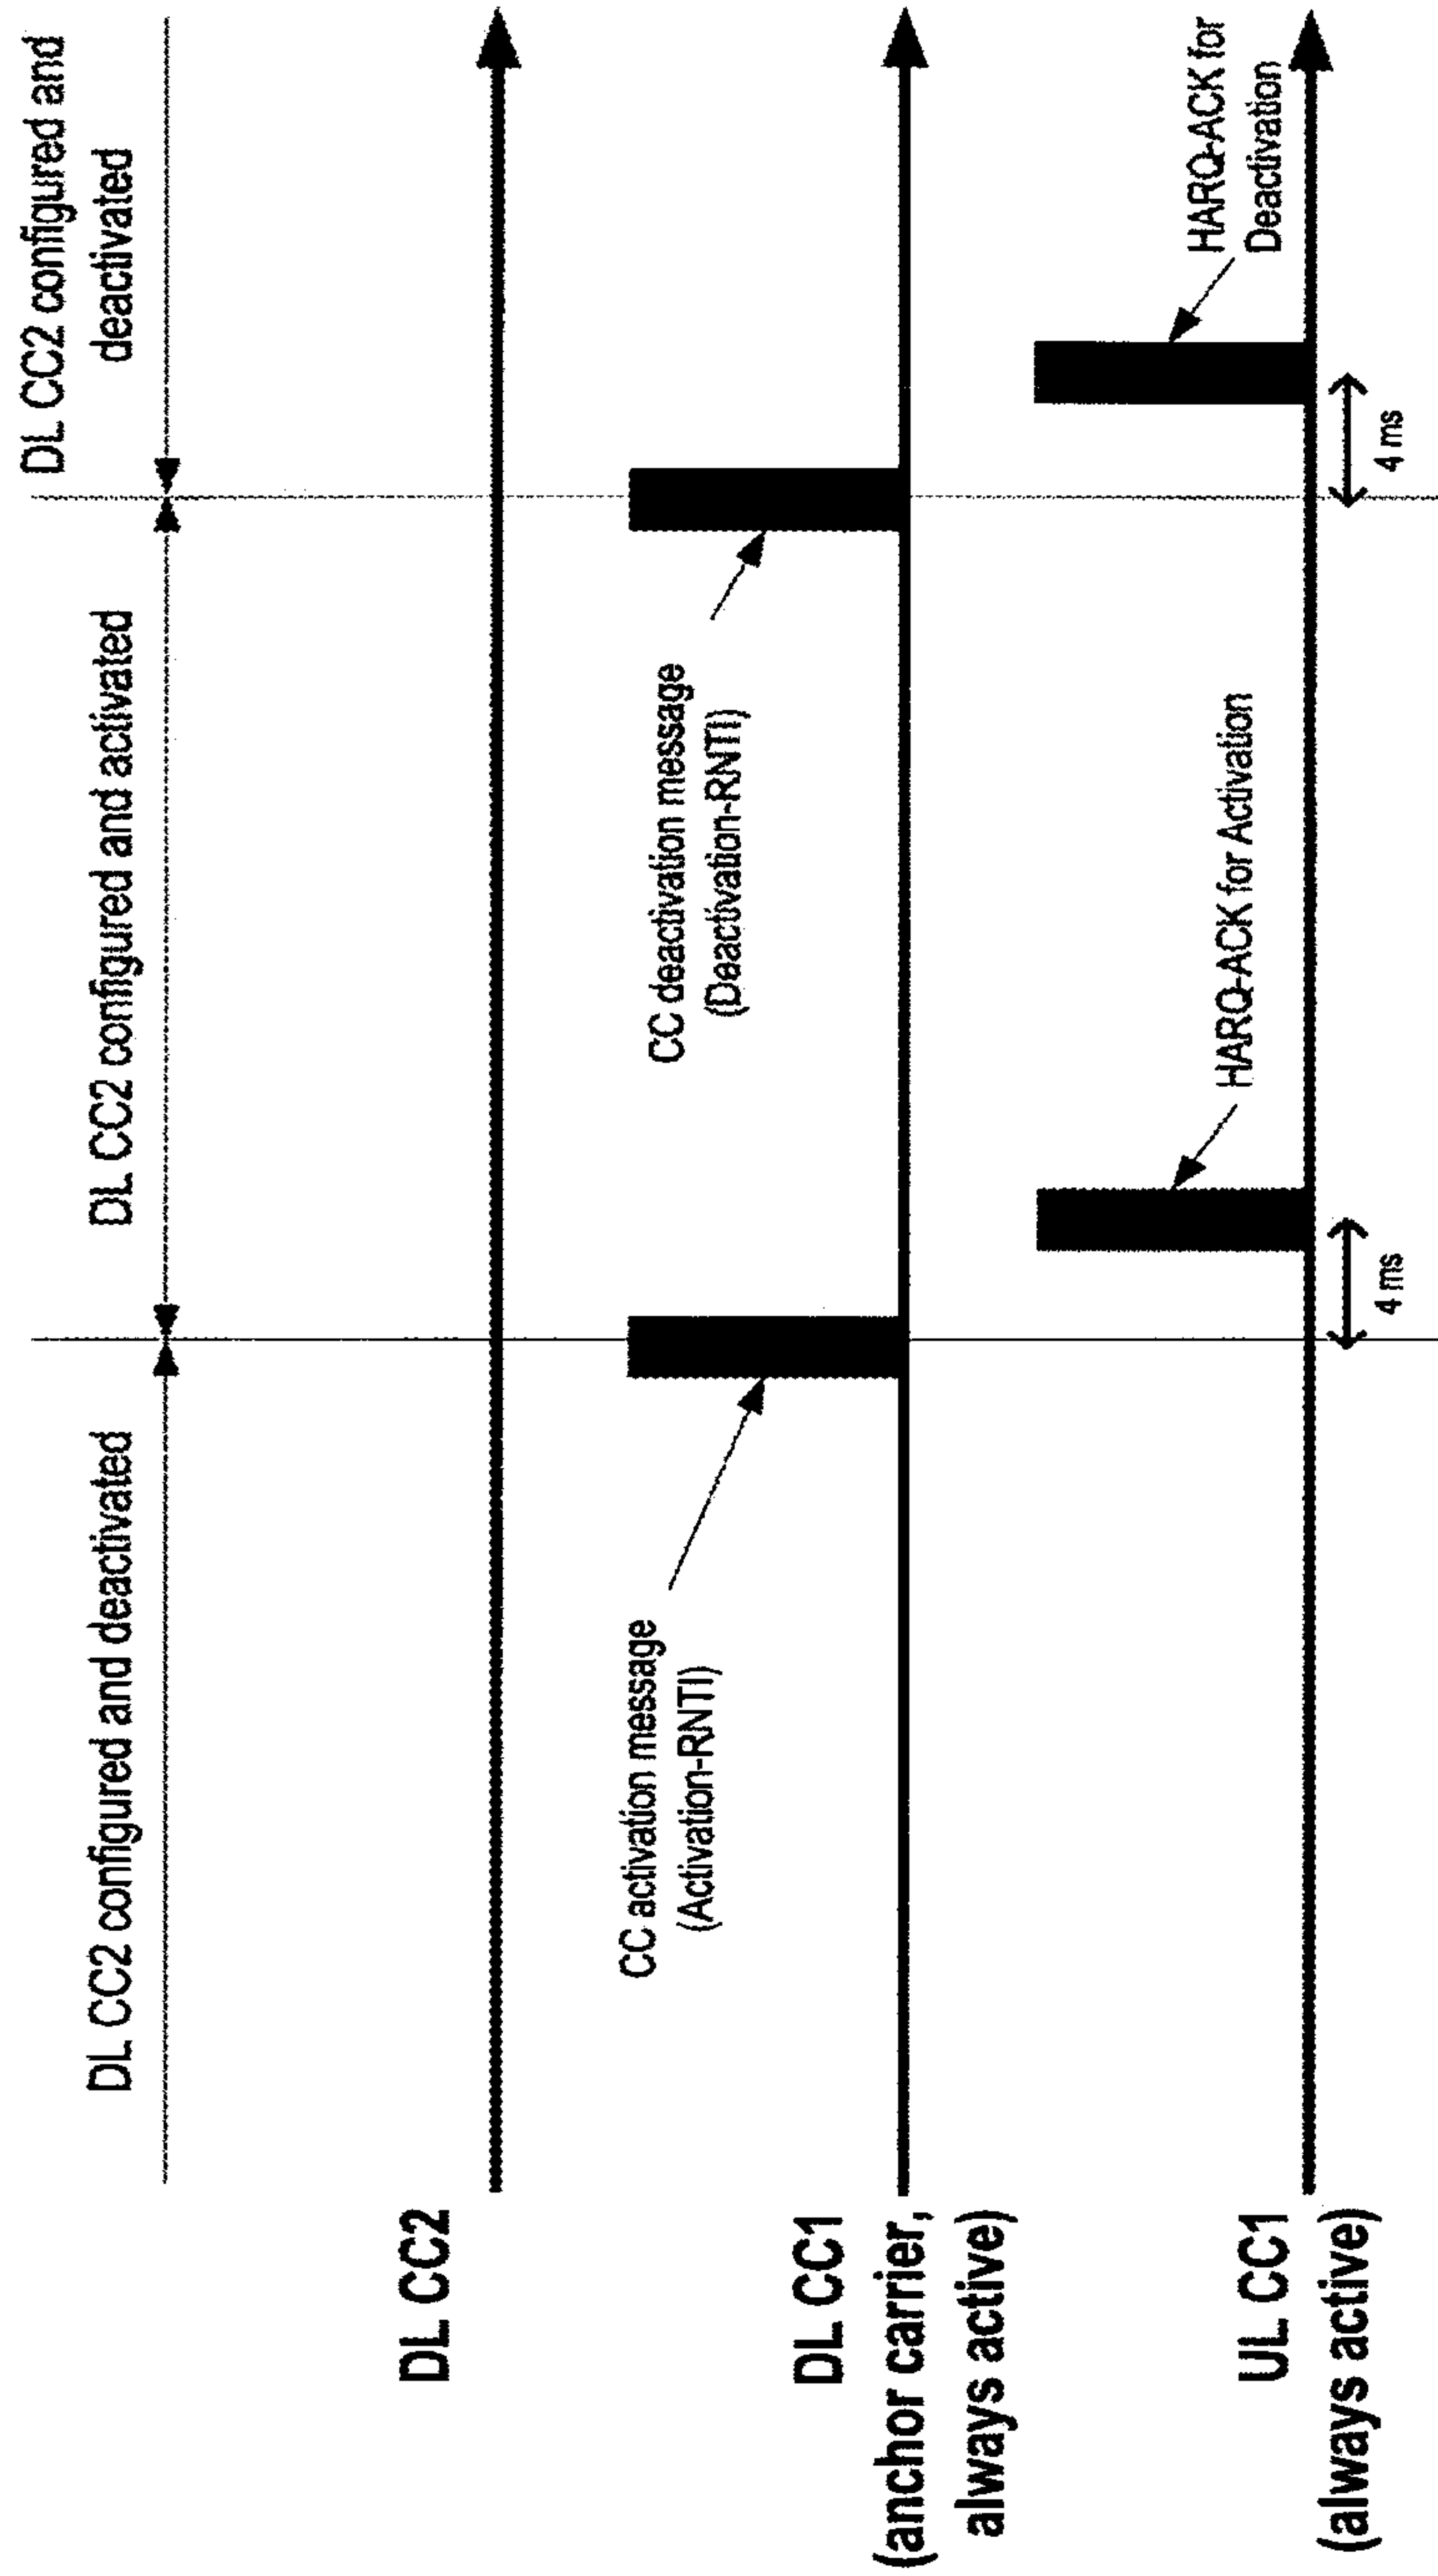 DL CC2 configured and deactivated
DL CC2 configured and activated
DL CC2 configured and
deactivated
DL CC2
CC activation message
(Activation-RNTI)
CC deactivation message
(Deactivation-RNTI)
DL CC1
(anchor carrier,
always active)
HARQ-ACK for Activation
HARQ-ACK for
Deactivation
UL CC1
(always active)
4 ms
4 ms